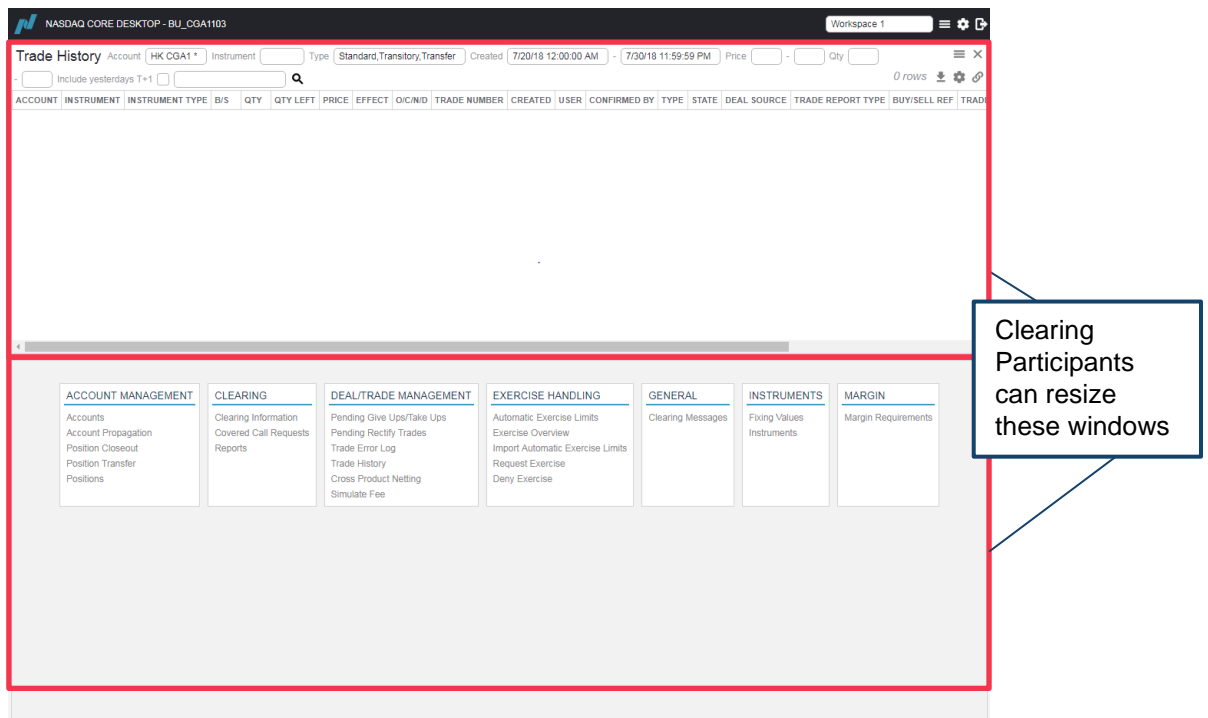 NASDAQ CORE DESKTOP - BU_CGA1103 Workspace 1
Trade History Account HK CGA1 * Instrument Type Standard,Transitory,Transfer Created 7/20/18 12:00:00 AM - 7/30/18 11:59:59 PM Price - Qty
- Include yesterdays T+1 0 rows
ACCOUNT INSTRUMENT INSTRUMENT TYPE B/S QTY QTY LEFT PRICE EFFECT O/C/N/D TRADE NUMBER CREATED USER CONFIRMED BY TYPE STATE DEAL SOURCE TRADE REPORT TYPE BUY/SELL REF TRADE
Clearing
Participants
can resize
these windows
ACCOUNT MANAGEMENT
Accounts
Account Propagation
Position Closeout
Position Transfer
Positions
CLEARING
Clearing Information
Covered Call Requests
Reports
DEAL/TRADE MANAGEMENT
Pending Give Ups/Take Ups
Pending Rectify Trades
Trade Error Log
Trade History
Cross Product Netting
Simulate Fee
EXERCISE HANDLING
Automatic Exercise Limits
Exercise Overview
Import Automatic Exercise Limits
Request Exercise
Deny Exercise
GENERAL
Clearing Messages
INSTRUMENTS
Fixing Values
Instruments
MARGIN
Margin Requirements